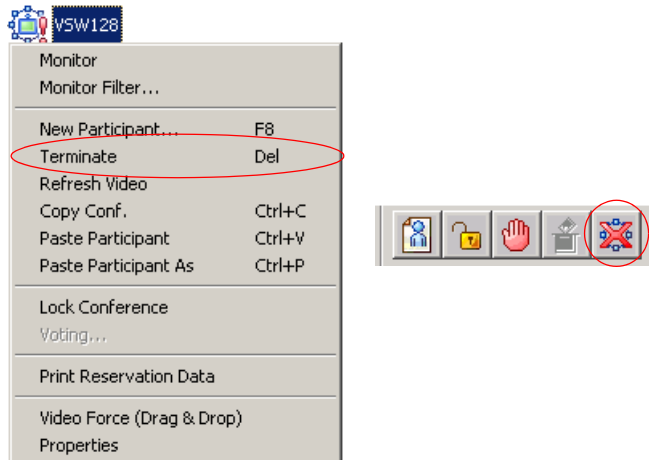 VSW128
Monitor
Monitor Filter...
New Participant... F8
Terminate Del
Refresh Video
Copy Conf. Ctrl+C
Paste Participant Ctrl+V
Paste Participant As Ctrl+P
Lock Conference
Voting...
Print Reservation Data
Video Force (Drag & Drop)
Properties